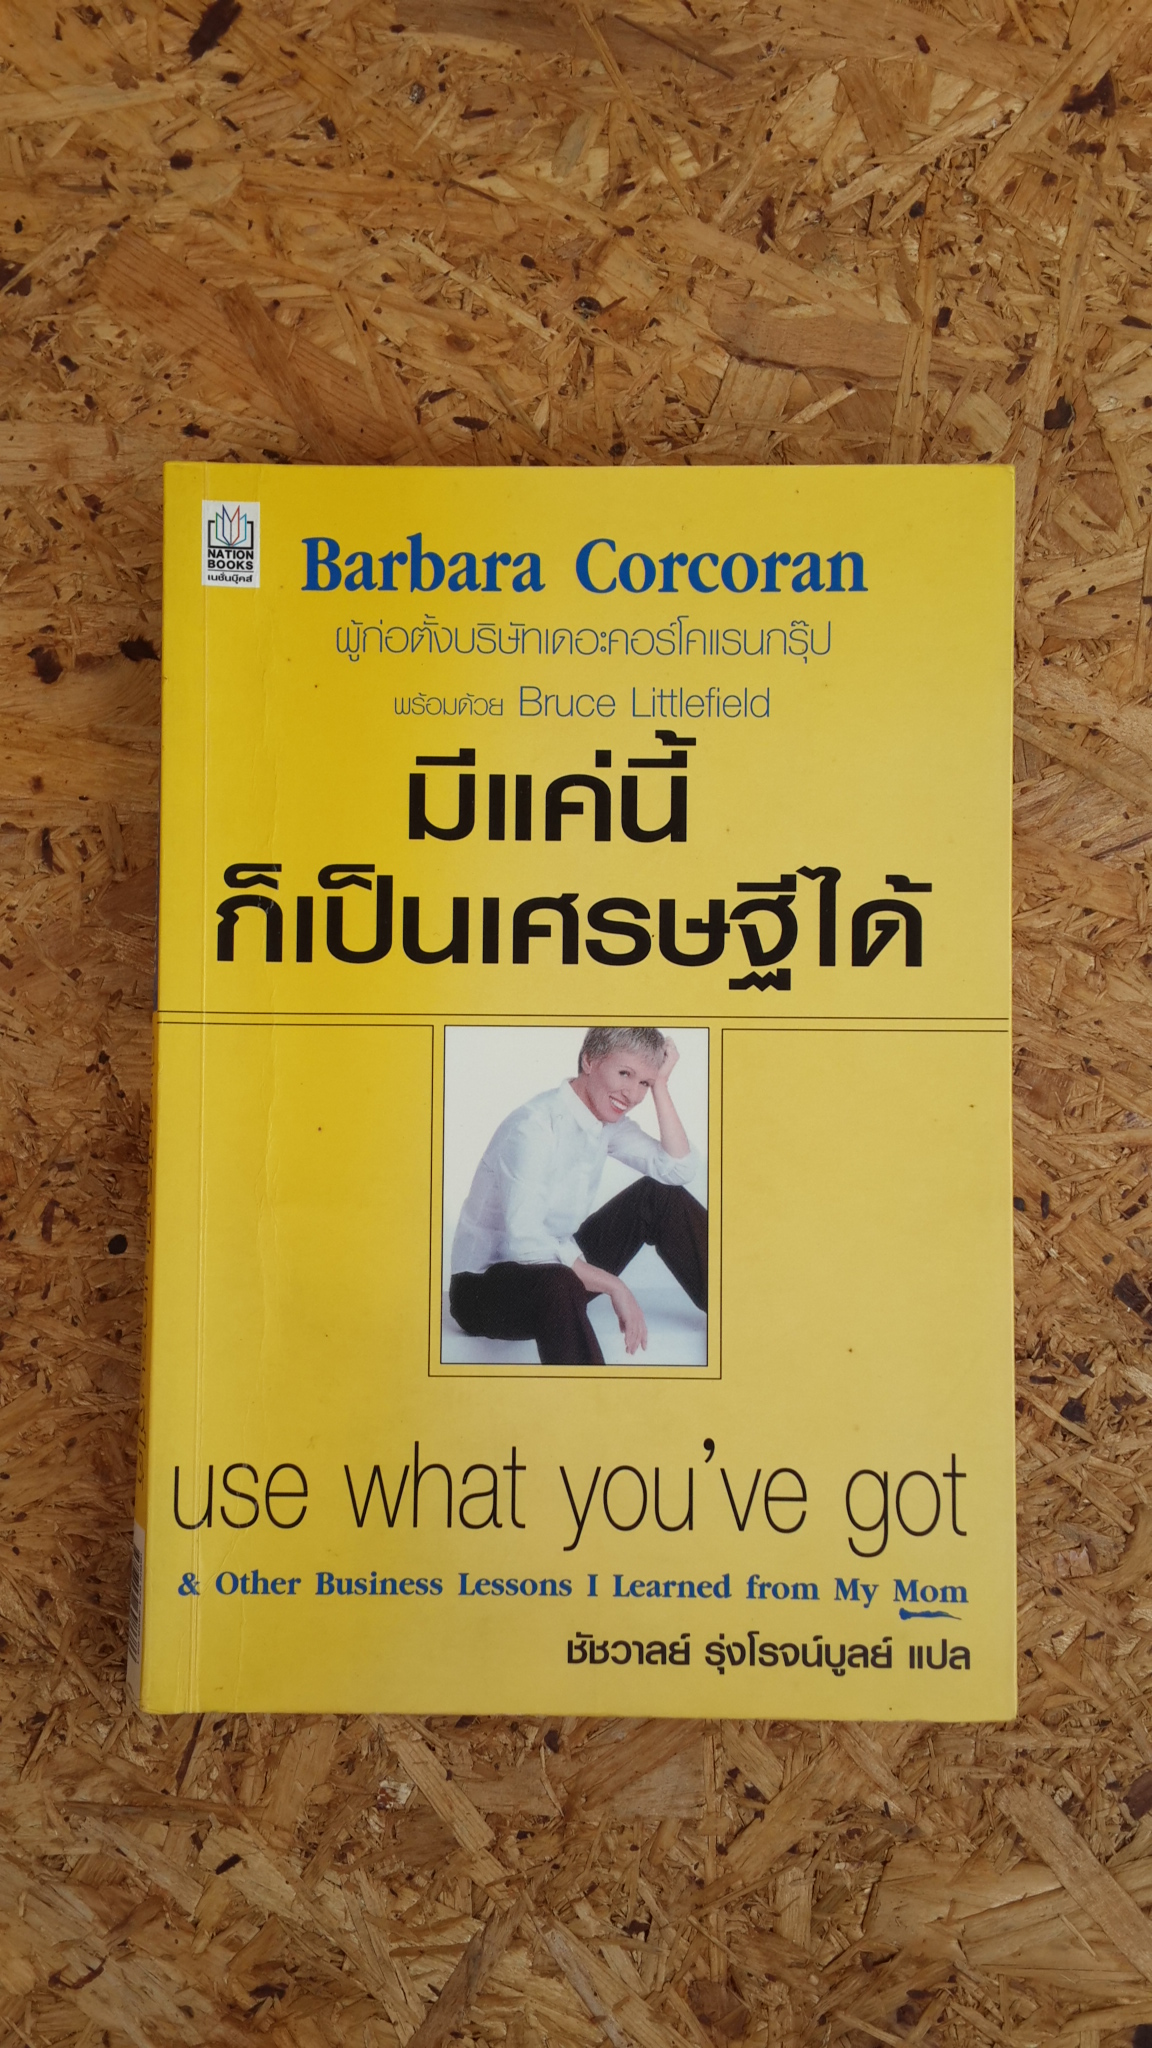 NATION
BOOKS
เนชั่นบุ๊คส์
Barbara Corcoran
ผู้ก่อตั้งบริษัทเดอะคอร์โคแรนกรุ๊ป
พร้อมด้วย Bruce Littlefield
มีแค่นี้
ก็เป็นเศรษฐีได้
use what you've got
& Other Business Lessons I Learned from My Mom
ชัชวาลย์ รุ่งโรจน์บูลย์ แปล